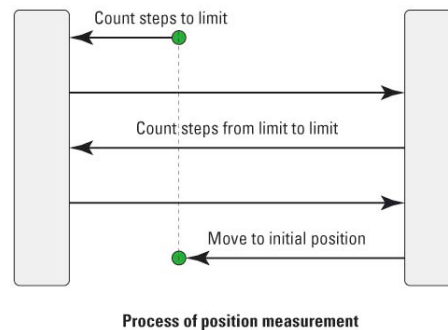 Count steps to limit
Count steps from limit to limit
Move to initial position
Process of position measurement